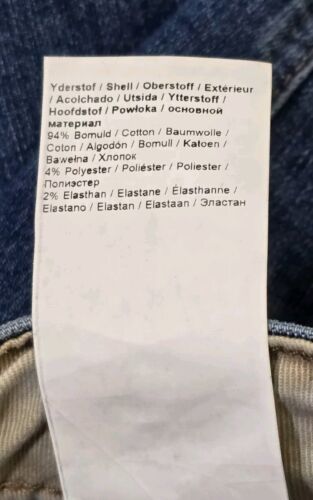 Yderstof / Shell / Oberstoff / Extérieur
/ Acolchado / Utsida / Ytterstoff /
Hoofdstof / Powłoka / основной
материал
94% Bomuld / Cotton / Baumwolle /
Coton / Algodón / Bomull / Katoen /
Bawełna / Хлопок
4% Polyester / Poliéster / Poliester /
Полиэстер
2% Elasthan / Elastane / Élasthanne /
Elastano / Elastan / Elastaan / Эластан